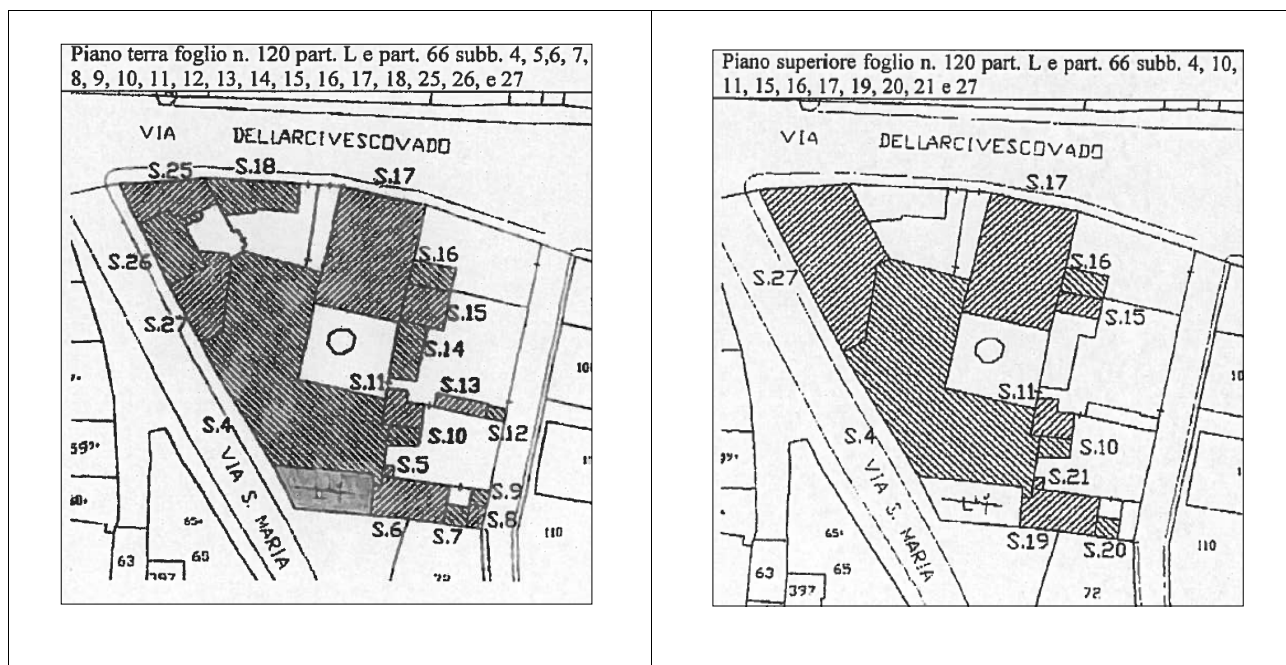 Piano terra foglio n. 120 part. L e part. 66 subb. 4, 5,6, 7,
8, 9, 10, 11, 12, 13, 14, 15, 16, 17, 18, 25, 26, e 27
VIA DELLARCIVESCOVADO
S.25
S.18
S.17
S.26
S.16
S.27
S.15
S.14
S.11
S.13
S.4
S.12
S.10
S.5
VIA S. MARIA
S.9
S.8
S.6
S.7
110
65
63
397
Piano superiore foglio n. 120 part. L e part. 66 subb. 4, 10,
11, 15, 16, 17, 19, 20, 21 e 27
VIA DELLARCIVESCOVADO
S.17
S.27
S.16
S.15
S.11
S.4
S.10
VIA S. MARIA
S.21
S.19
S.20
110
65
63
397
72